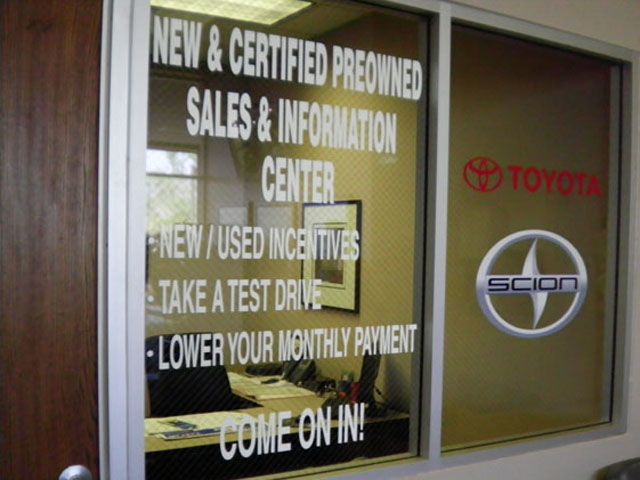 NEW & CERTIFIED PREOWNED
SALES & INFORMATION
CENTER
• NEW / USED INCENTIVES
• TAKE A TEST DRIVE
• LOWER YOUR MONTHLY PAYMENT
COME ON IN!
TOYOTA
SCION